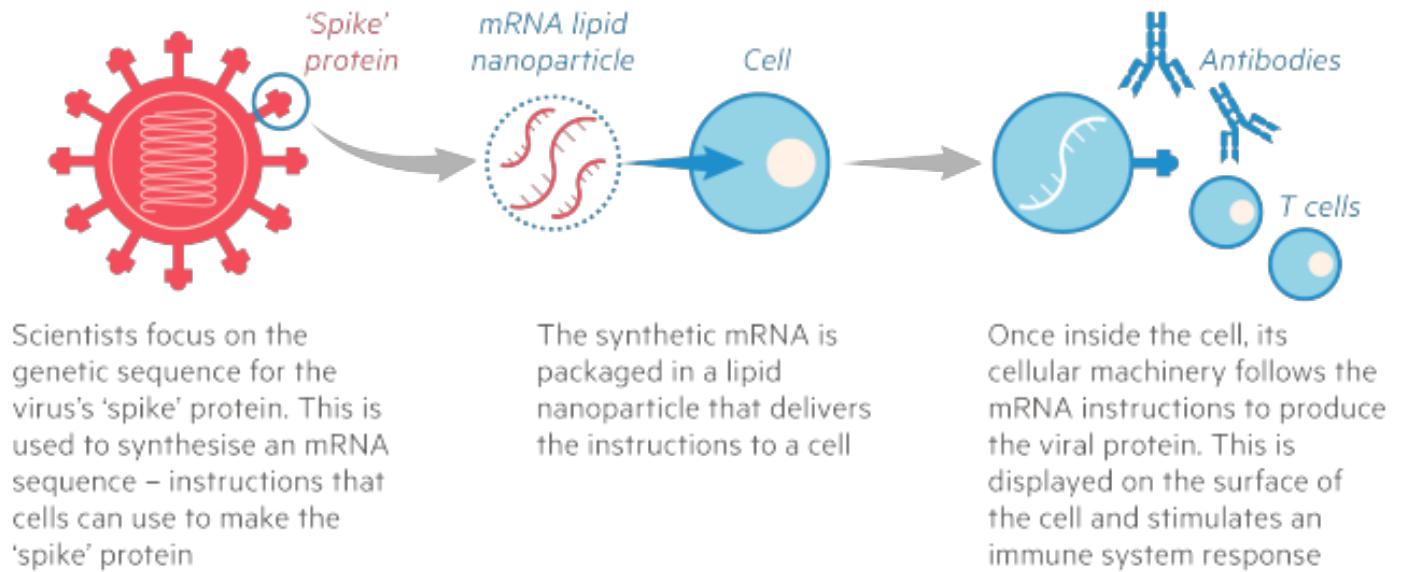 ‘Spike’
protein
mRNA lipid
nanoparticle
Cell
Antibodies
T cells
Scientists focus on the
genetic sequence for the
virus’s ‘spike’ protein. This is
used to synthesise an mRNA
sequence – instructions that
cells can use to make the
‘spike’ protein
The synthetic mRNA is
packaged in a lipid
nanoparticle that delivers
the instructions to a cell
Once inside the cell, its
cellular machinery follows the
mRNA instructions to produce
the viral protein. This is
displayed on the surface of
the cell and stimulates an
immune system response